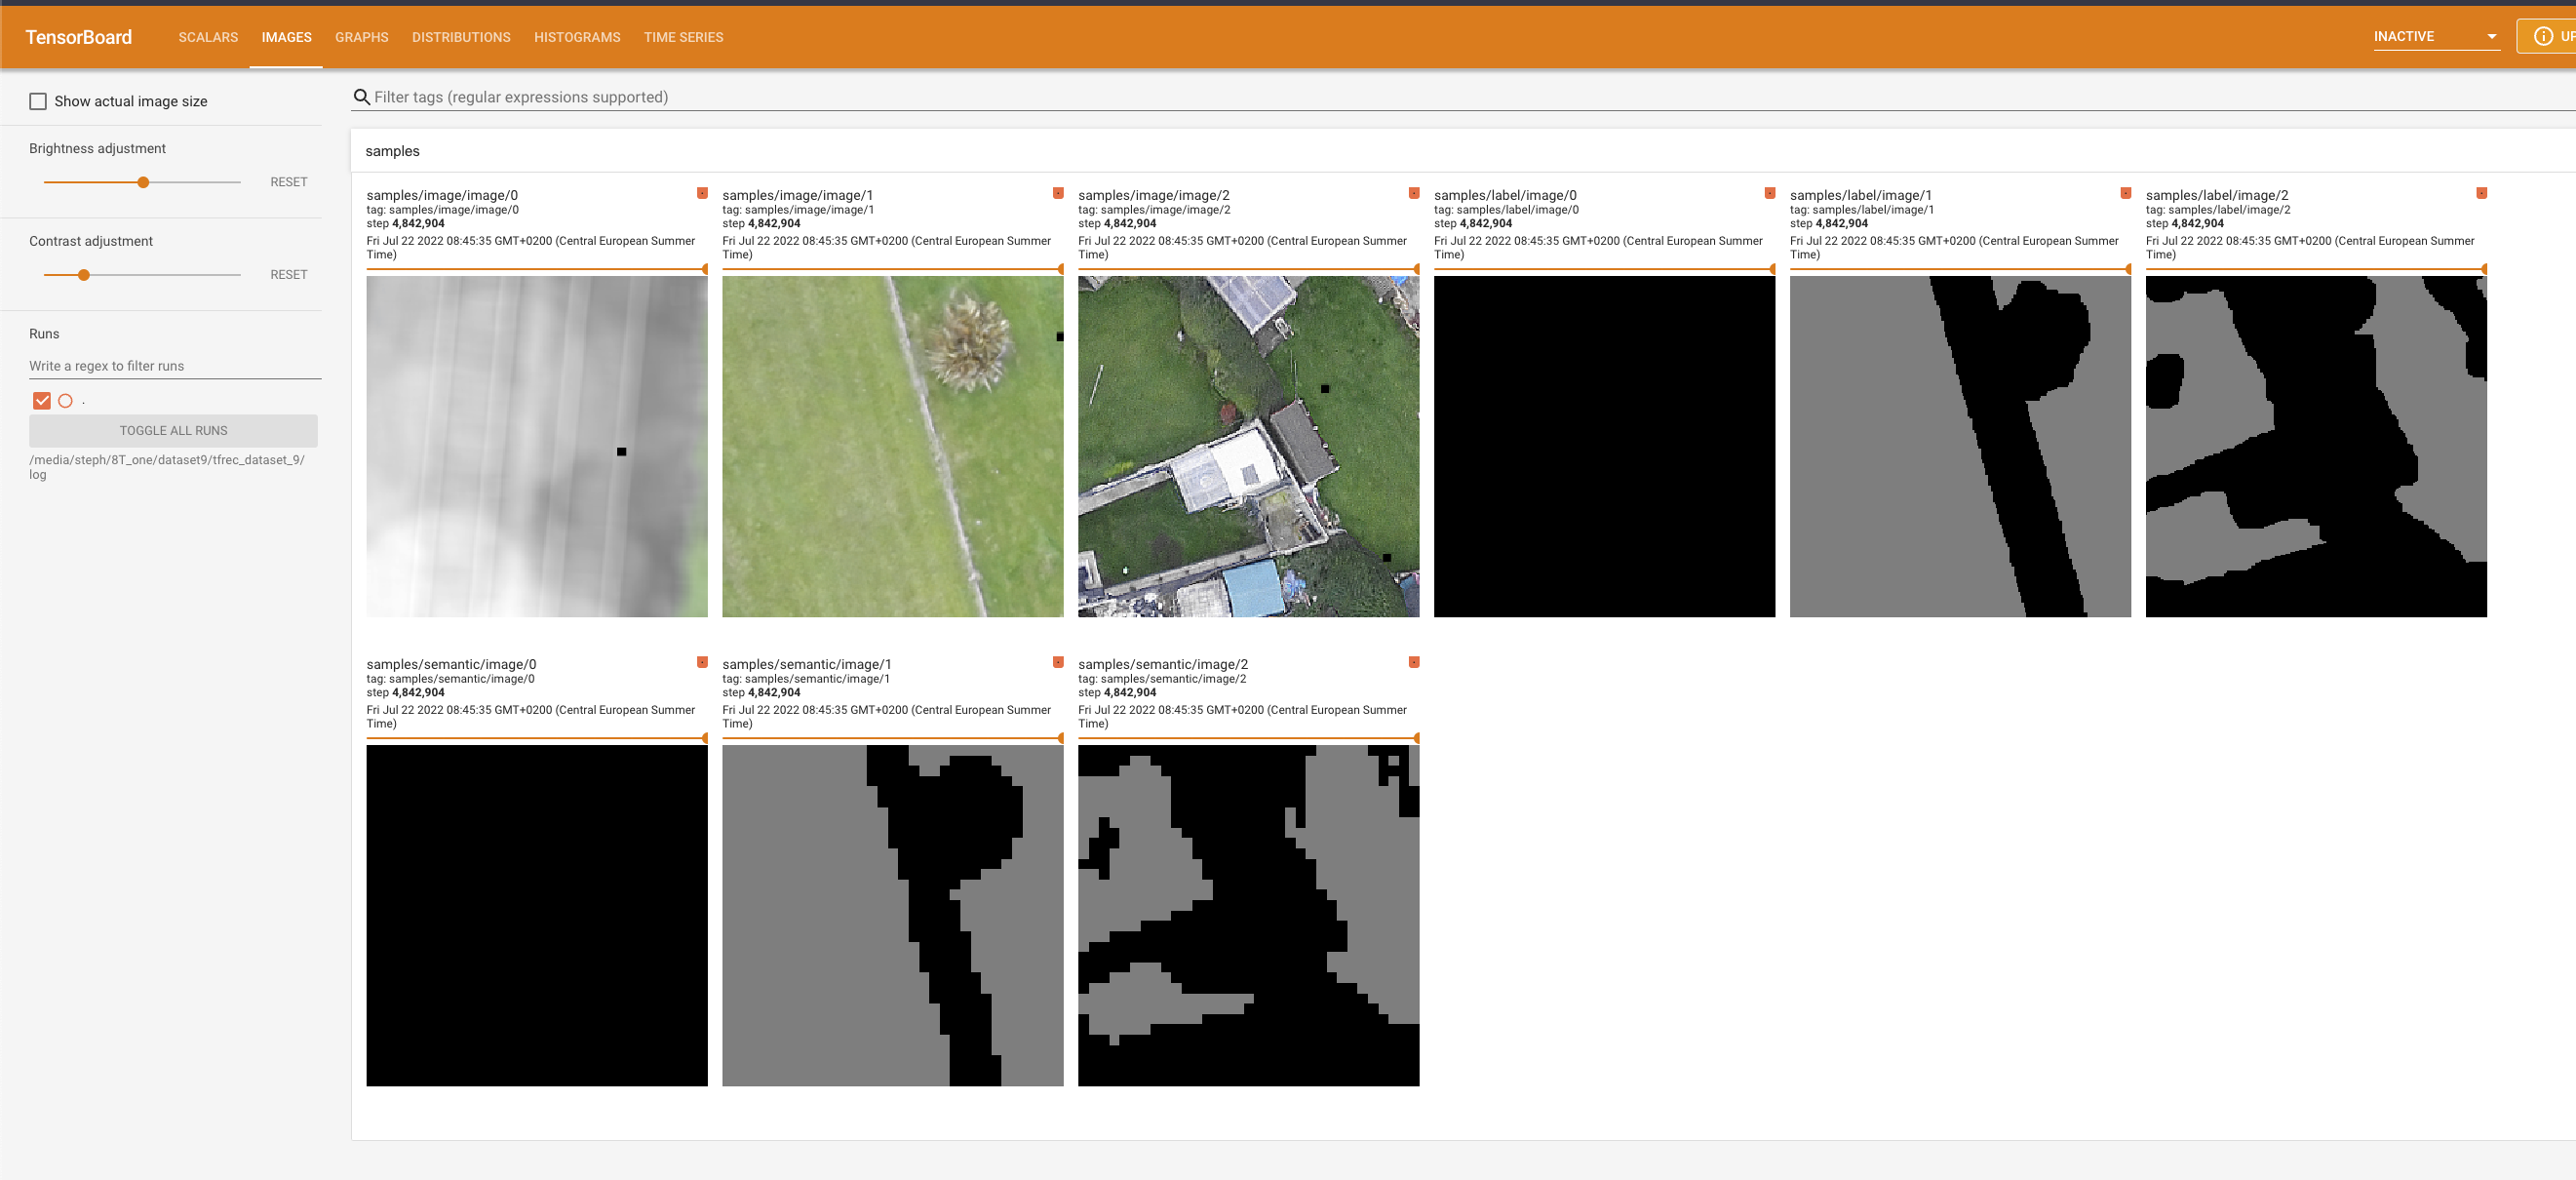 TensorBoard
SCALARS IMAGES GRAPHS DISTRIBUTIONS HISTOGRAMS TIME SERIES
INACTIVE
UP
Show actual image size
Brightness adjustment
RESET
Contrast adjustment
RESET
Runs
Write a regex to filter runs
.
TOGGLE ALL RUNS
/media/steph/8T_one/dataset9/tfrec_dataset_9/
log
Filter tags (regular expressions supported)
samples
samples/image/image/0
tag: samples/image/image/0
step 4,842,904
Fri Jul 22 2022 08:45:35 GMT+0200 (Central European Summer
Time)
samples/image/image/1
tag: samples/image/image/1
step 4,842,904
Fri Jul 22 2022 08:45:35 GMT+0200 (Central European Summer
Time)
samples/image/image/2
tag: samples/image/image/2
step 4,842,904
Fri Jul 22 2022 08:45:35 GMT+0200 (Central European Summer
Time)
samples/label/image/0
tag: samples/label/image/0
step 4,842,904
Fri Jul 22 2022 08:45:35 GMT+0200 (Central European Summer
Time)
samples/label/image/1
tag: samples/label/image/1
step 4,842,904
Fri Jul 22 2022 08:45:35 GMT+0200 (Central European Summer
Time)
samples/label/image/2
tag: samples/label/image/2
step 4,842,904
Fri Jul 22 2022 08:45:35 GMT+0200 (Central European Summer
Time)
samples/semantic/image/0
tag: samples/semantic/image/0
step 4,842,904
Fri Jul 22 2022 08:45:35 GMT+0200 (Central European Summer
Time)
samples/semantic/image/1
tag: samples/semantic/image/1
step 4,842,904
Fri Jul 22 2022 08:45:35 GMT+0200 (Central European Summer
Time)
samples/semantic/image/2
tag: samples/semantic/image/2
step 4,842,904
Fri Jul 22 2022 08:45:35 GMT+0200 (Central European Summer
Time)